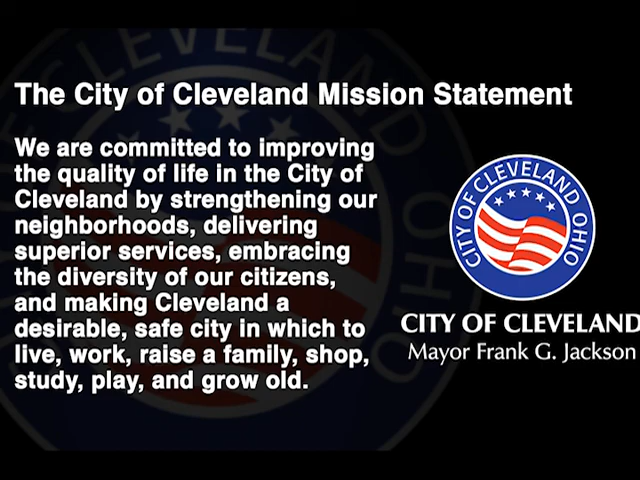 The City of Cleveland Mission Statement
We are committed to improving
the quality of life in the City of
Cleveland by strengthening our
neighborhoods, delivering
superior services, embracing
the diversity of our citizens,
and making Cleveland a
desirable, safe city in which to
live, work, raise a family, shop,
study, play, and grow old.
CITY OF CLEVELAND OHIO
CITY OF CLEVELAND
Mayor Frank G. Jackson